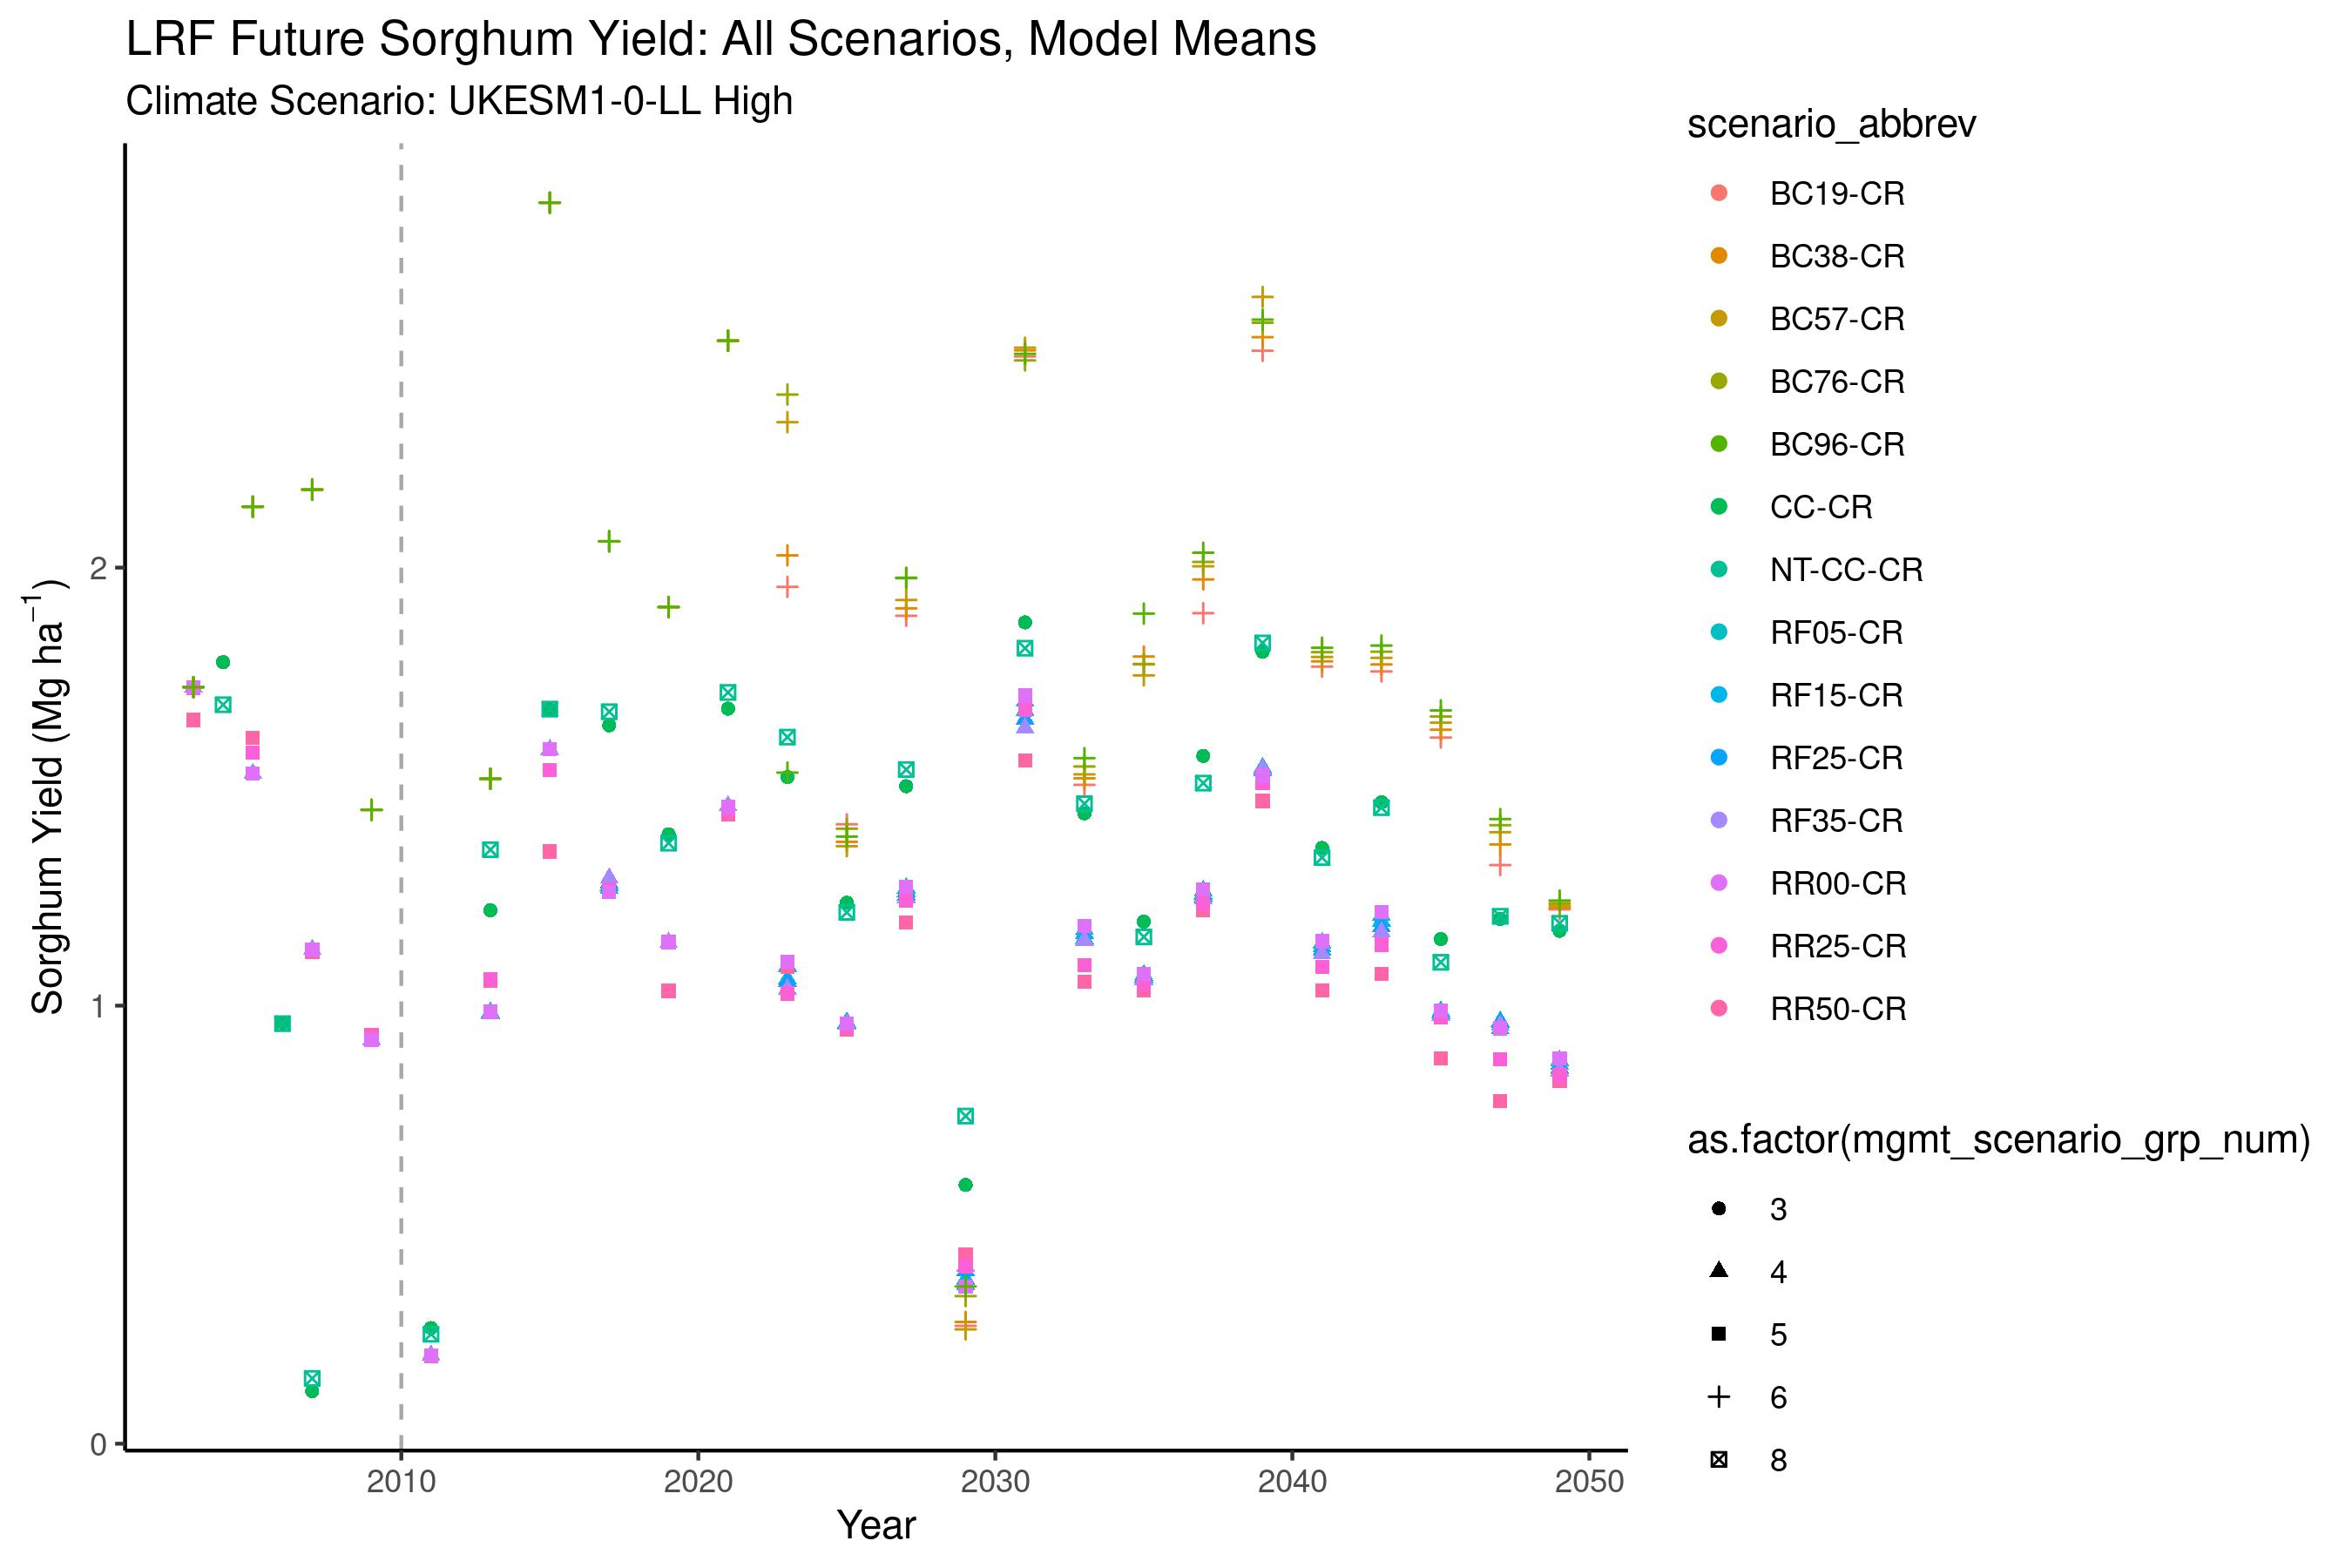 LRF Future Sorghum Yield: All Scenarios, Model Means
Climate Scenario: UKESM1-0-LL High
Sorghum Yield (Mg ha⁻¹)
2
1
0
2010
2020
2030
2040
2050
Year
scenario_abbrev
BC19-CR
BC38-CR
BC57-CR
BC76-CR
BC96-CR
CC-CR
NT-CC-CR
RF05-CR
RF15-CR
RF25-CR
RF35-CR
RR00-CR
RR25-CR
RR50-CR
as.factor(mgmt_scenario_grp_num)
3
4
5
6
8